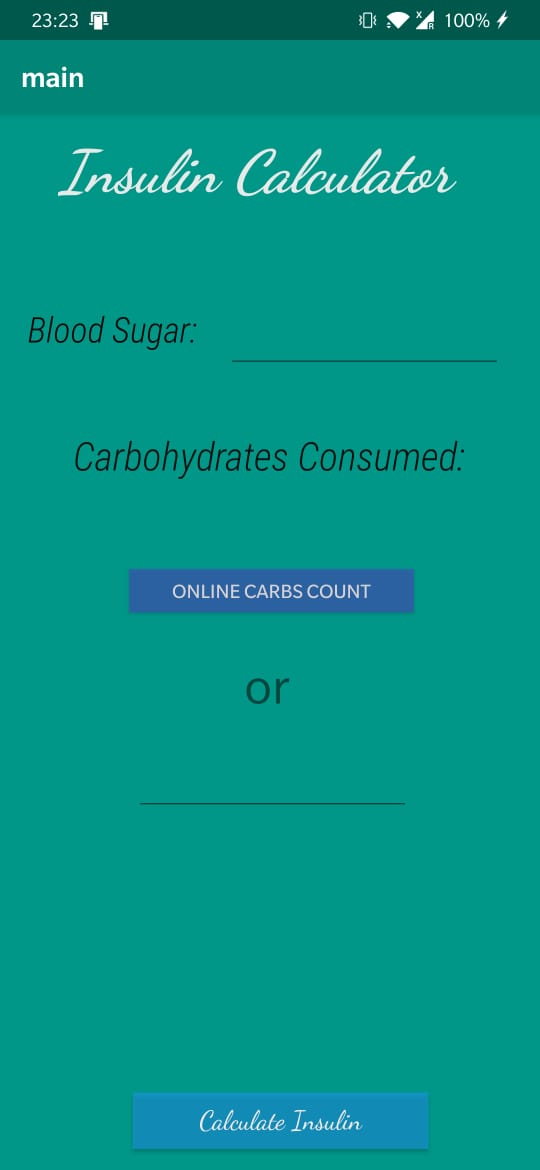 23:23 100%
main
Insulin Calculator
Blood Sugar:
Carbohydrates Consumed:
ONLINE CARBS COUNT
or
Calculate Insulin